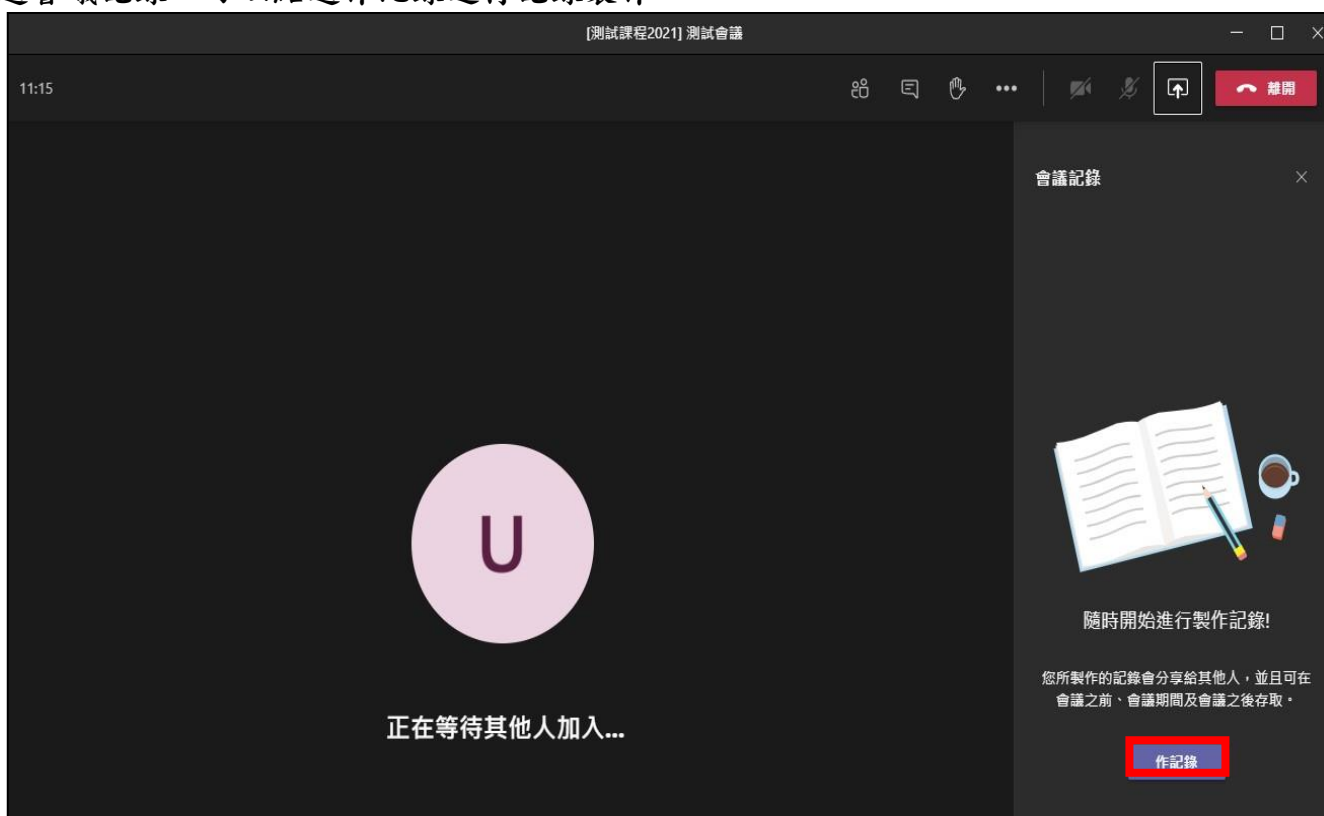 [測試課程2021] 測試會議
11:15
離開
會議記錄
U
正在等待其他人加入...
隨時開始進行製作記錄!
您所製作的記錄會分享給其他人，並且可在
會議之前、會議期間及會議之後存取。
作記錄